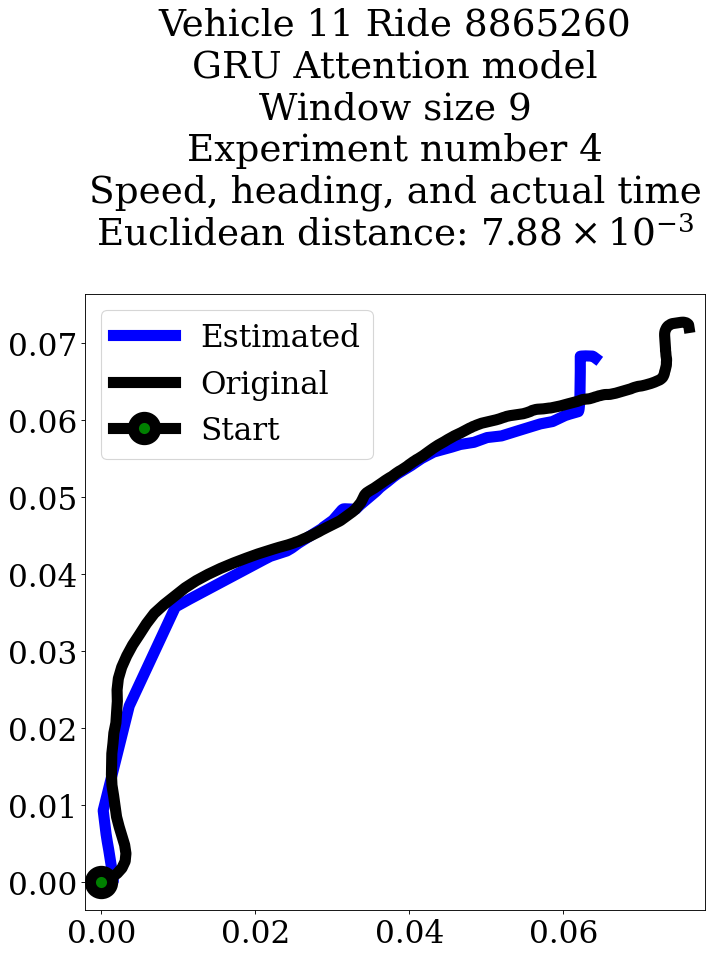 Vehicle 11 Ride 8865260
GRU Attention model
Window size 9
Experiment number 4
Speed, heading, and actual time
Euclidean distance: 7.88 × 10⁻³
Estimated
Original
Start
0.07
0.06
0.05
0.04
0.03
0.02
0.01
0.00
0.00 0.02 0.04 0.06